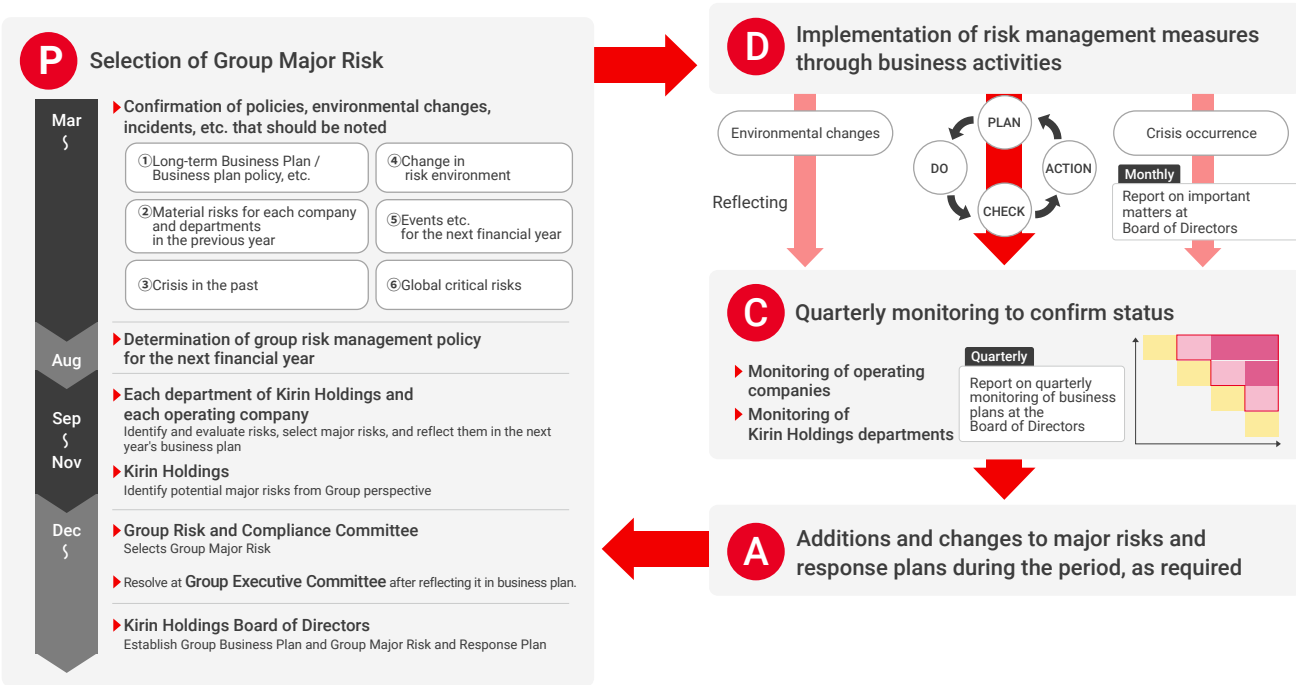 P
Selection of Group Major Risk
Mar
Confirmation of policies, environmental changes,
incidents, etc. that should be noted
①Long-term Business Plan /
Business plan policy, etc.
④Change in
risk environment
②Material risks for each company
and departments
in the previous year
⑤Events etc.
for the next financial year
③Crisis in the past
⑥Global critical risks
Aug
Determination of group risk management policy
for the next financial year
Sep
Nov
Each department of Kirin Holdings and
each operating company
Identify and evaluate risks, select major risks, and reflect them in the next
year's business plan
Kirin Holdings
Identify potential major risks from Group perspective
Dec
Group Risk and Compliance Committee
Selects Group Major Risk
Resolve at Group Executive Committee after reflecting it in business plan.
Kirin Holdings Board of Directors
Establish Group Business Plan and Group Major Risk and Response Plan
D
Implementation of risk management measures
through business activities
Environmental changes
Reflecting
PLAN
DO
ACTION
CHECK
Crisis occurrence
Monthly
Report on important
matters at
Board of Directors
C
Quarterly monitoring to confirm status
Monitoring of operating
companies
Monitoring of
Kirin Holdings departments
Quarterly
Report on quarterly
monitoring of business
plans at the
Board of Directors
A
Additions and changes to major risks and
response plans during the period, as required